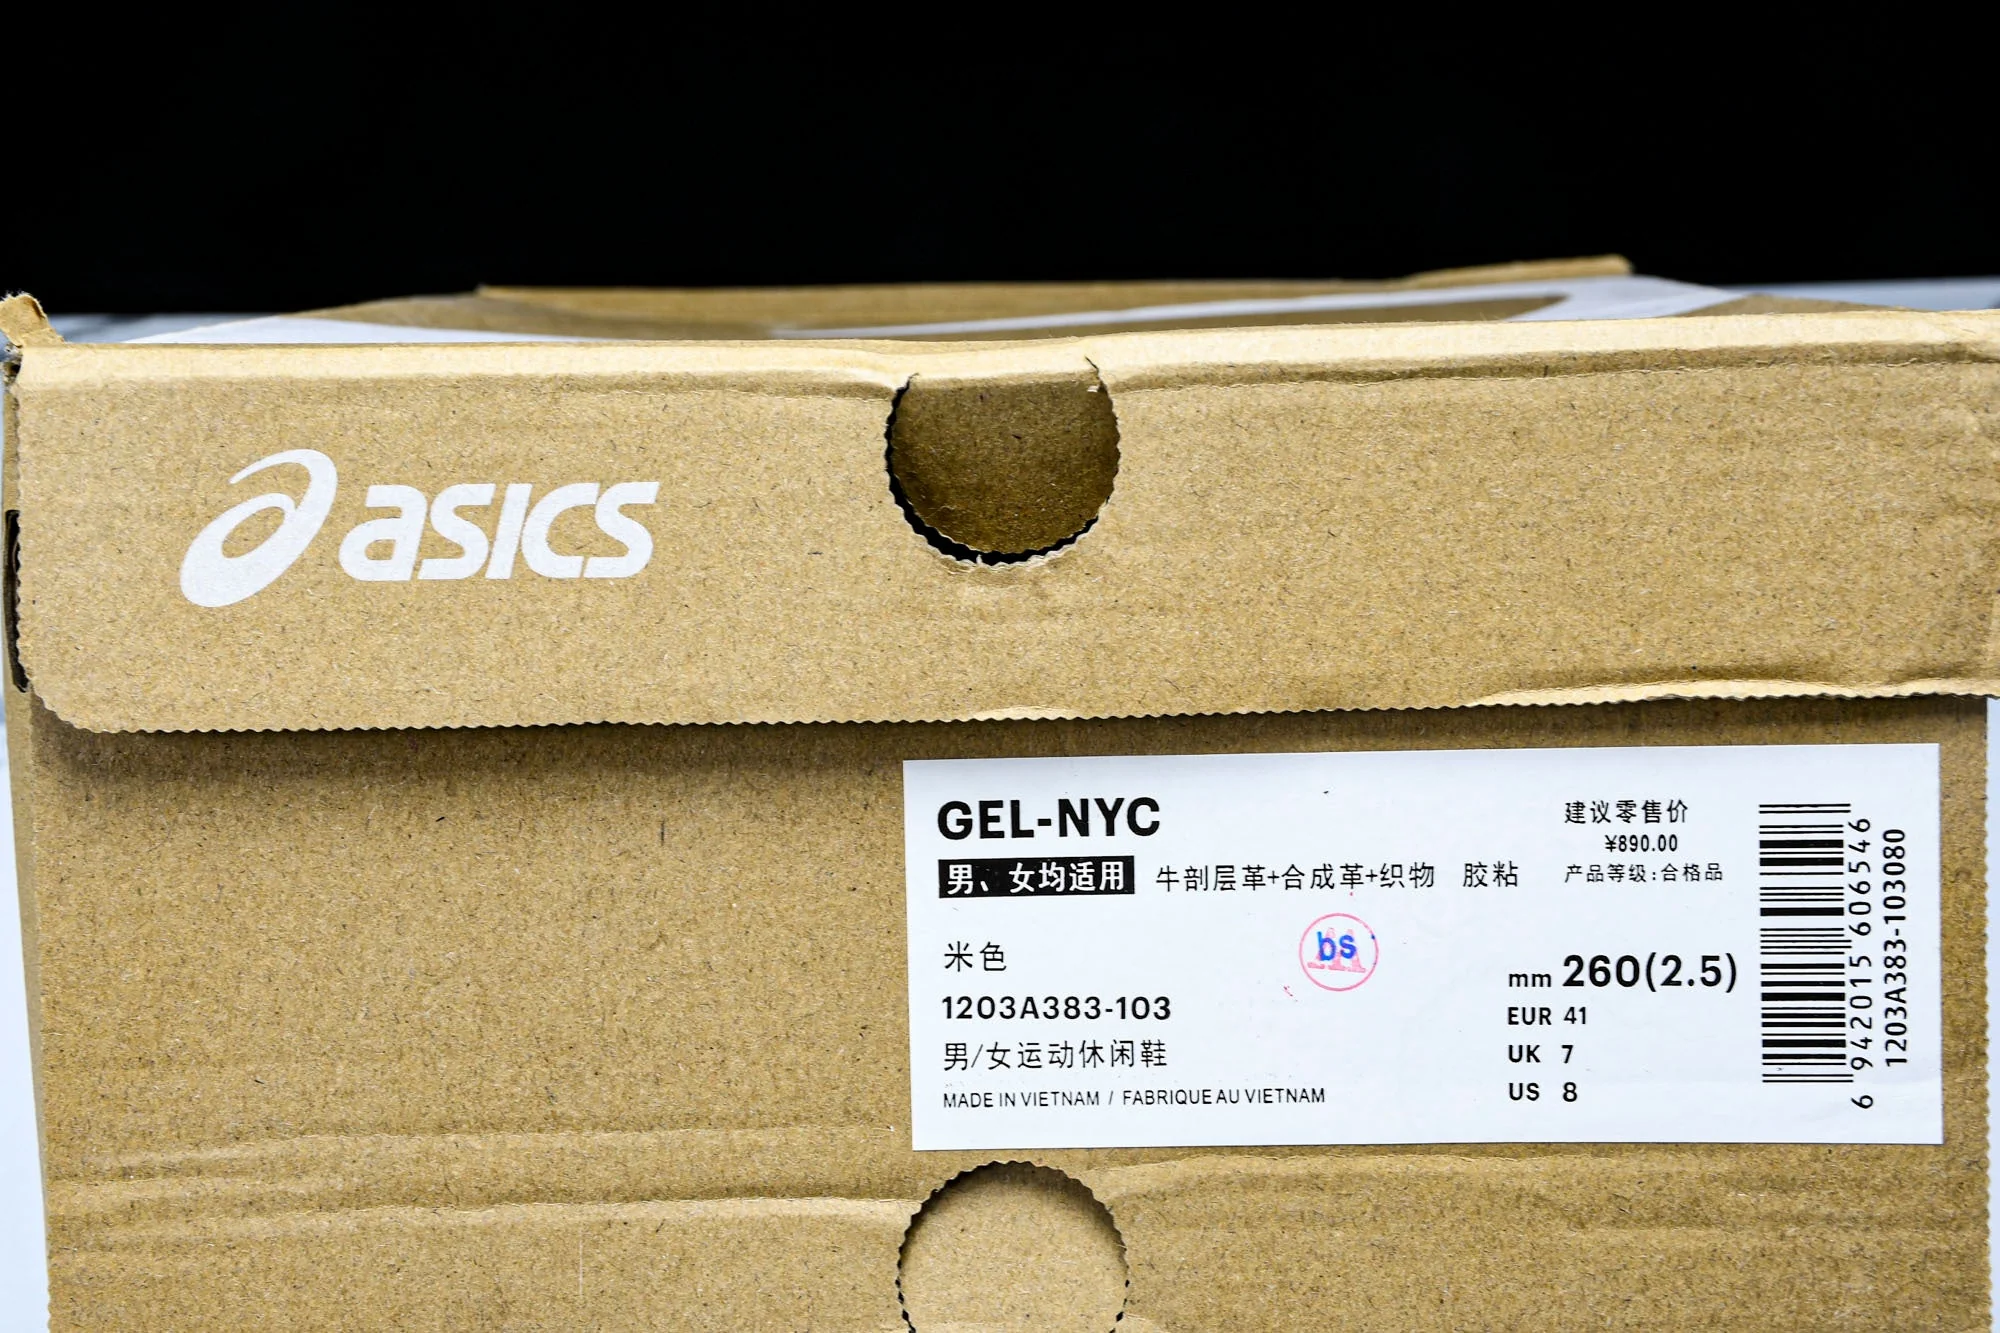 asics
GEL-NYC
男、女均适用 牛剖层革+合成革+织物 胶粘
建议零售价
¥890.00
产品等级:合格品
米色
1203A383-103
男/女运动休闲鞋
MADE IN VIETNAM / FABRIQUE AU VIETNAM
bs
mm 260(2.5)
EUR 41
UK 7
US 8
6 942015 606546
1203A383-103080